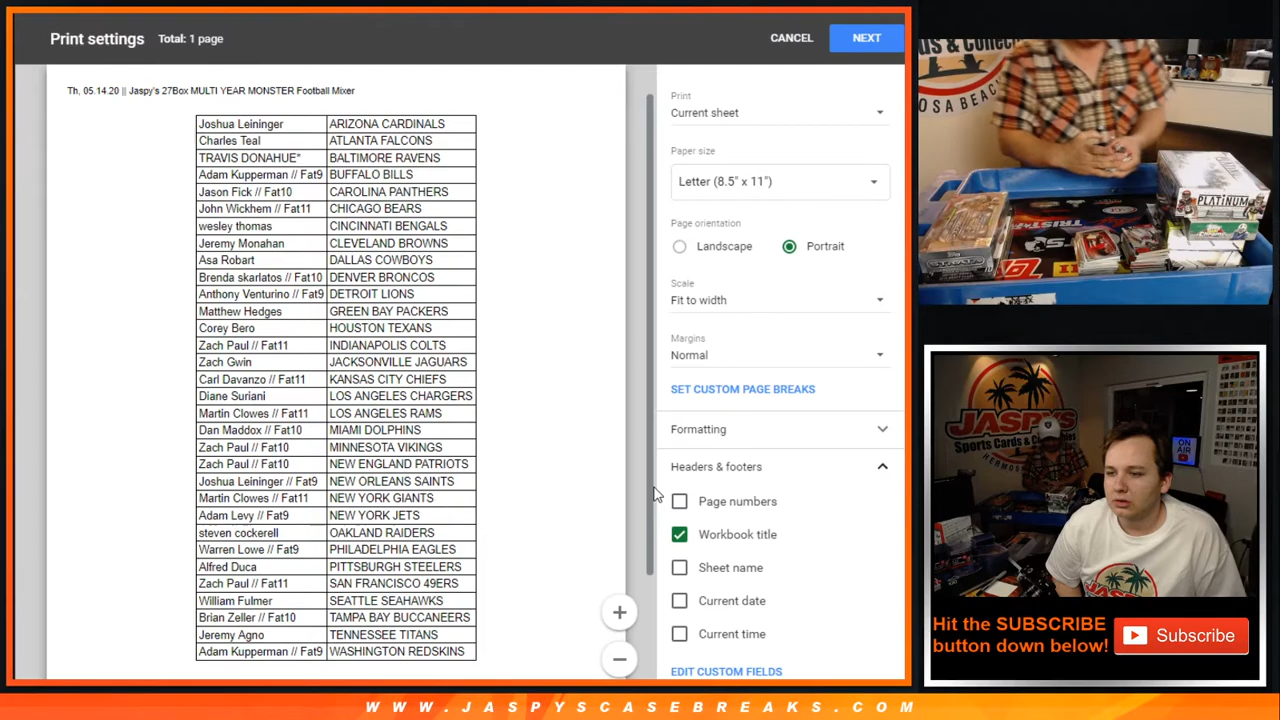 Print settings Total: 1 page
CANCEL NEXT
Th, 05.14.20 || Jaspy's 27Box MULTI YEAR MONSTER Football Mixer
Joshua Leininger ARIZONA CARDINALS
Charles Teal ATLANTA FALCONS
TRAVIS DONAHUE* BALTIMORE RAVENS
Adam Kupperman // Fat9 BUFFALO BILLS
Jason Fick // Fat10 CAROLINA PANTHERS
John Wickhem // Fat11 CHICAGO BEARS
wesley thomas CINCINNATI BENGALS
Jeremy Monahan CLEVELAND BROWNS
Asa Robart DALLAS COWBOYS
Brenda skarlatos // Fat10 DENVER BRONCOS
Anthony Venturino // Fat9 DETROIT LIONS
Matthew Hedges GREEN BAY PACKERS
Corey Bero HOUSTON TEXANS
Zach Paul // Fat11 INDIANAPOLIS COLTS
Zach Gwin JACKSONVILLE JAGUARS
Carl Davanzo // Fat11 KANSAS CITY CHIEFS
Diane Suriani LOS ANGELES CHARGERS
Martin Clowes // Fat11 LOS ANGELES RAMS
Dan Maddox // Fat10 MIAMI DOLPHINS
Zach Paul // Fat10 MINNESOTA VIKINGS
Zach Paul // Fat10 NEW ENGLAND PATRIOTS
Joshua Leininger // Fat9 NEW ORLEANS SAINTS
Martin Clowes // Fat11 NEW YORK GIANTS
Adam Levy // Fat9 NEW YORK JETS
steven cockerell OAKLAND RAIDERS
Warren Lowe // Fat9 PHILADELPHIA EAGLES
Alfred Duca PITTSBURGH STEELERS
Zach Paul // Fat11 SAN FRANCISCO 49ERS
William Fulmer SEATTLE SEAHAWKS
Brian Zeller // Fat10 TAMPA BAY BUCCANEERS
Jeremy Agno TENNESSEE TITANS
Adam Kupperman // Fat9 WASHINGTON REDSKINS
Print
Current sheet
Paper size
Letter (8.5" x 11")
Page orientation
Landscape Portrait
Scale
Fit to width
Margins
Normal
SET CUSTOM PAGE BREAKS
Formatting
Headers & footers
Page numbers
Workbook title
Sheet name
Current date
Current time
EDIT CUSTOM FIELDS
PLATINUM
JASPYS
Sports Cards & Collectibles
ON AIR
Hit the SUBSCRIBE
button down below!
Subscribe
WWW.JASPYSCASEBREAKS.COM